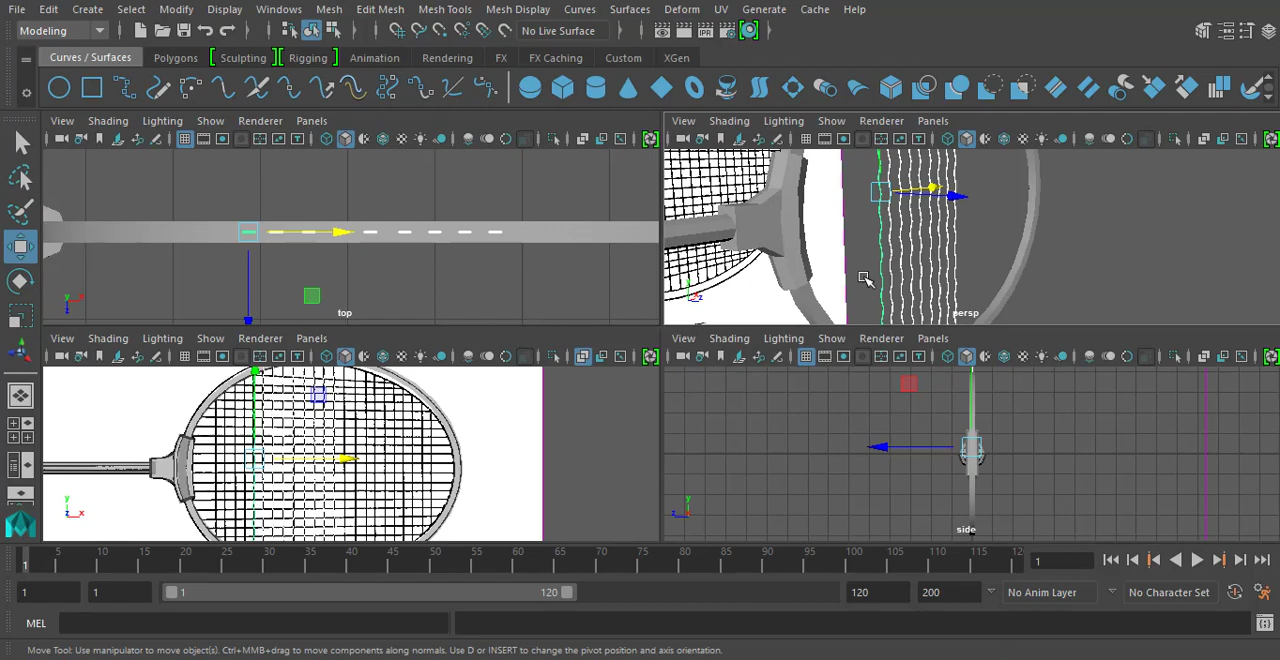 File Edit Create Select Modify Display Windows Mesh Edit Mesh Mesh Tools Mesh Display Curves Surfaces Deform UV Generate Cache Help
Modeling No Live Surface
Curves / Surfaces Polygons Sculpting Rigging Animation Rendering FX FX Caching Custom XGen
View Shading Lighting Show Renderer Panels
View Shading Lighting Show Renderer Panels
top
persp
View Shading Lighting Show Renderer Panels
View Shading Lighting Show Renderer Panels
side
1 5 10 15 20 25 30 35 40 45 50 55 60 65 70 75 80 85 90 95 100 105 110 115 12
1
1 1 1 120 120 200 No Anim Layer No Character Set
MEL
Move Tool: Use manipulator to move object(s). Ctrl+MMB+drag to move components along normals. Use D or INSERT to change the pivot position and axis orientation.